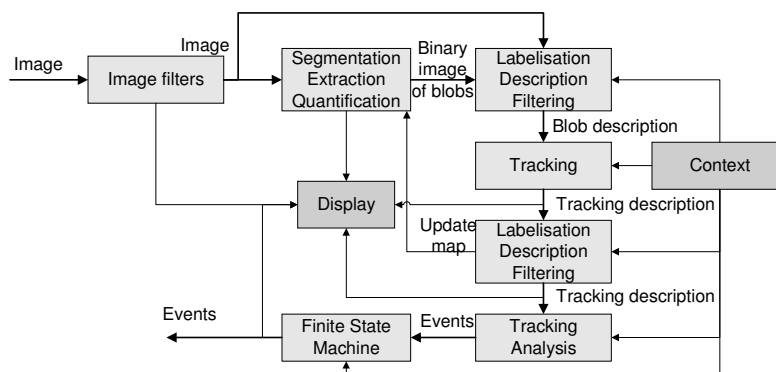 Image
Image filters
Image
Segmentation
Extraction
Quantification
Binary
image
of blobs
Labelisation
Description
Filtering
Blob description
Tracking
Context
Display
Tracking description
Update
map
Labelisation
Description
Filtering
Tracking description
Events
Finite State
Machine
Events
Tracking
Analysis